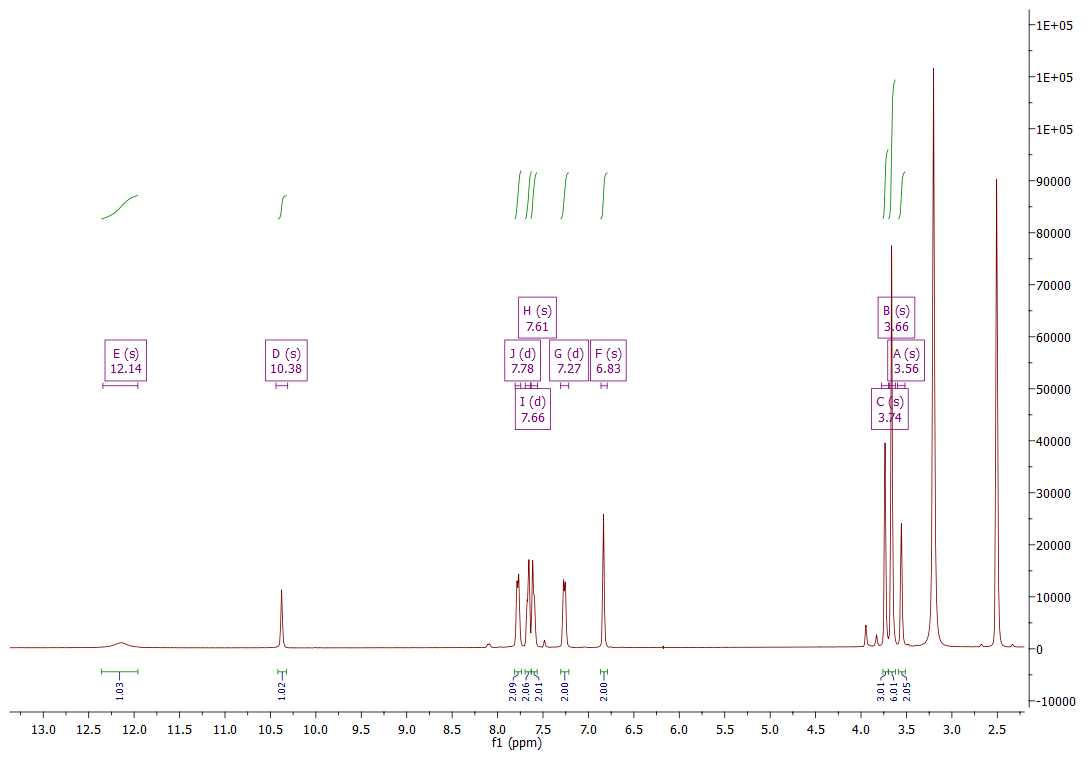 1E+05
1E+05
1E+05
90000
80000
70000
60000
50000
40000
30000
20000
10000
0
-10000
H (s)
7.61
B (s)
3.66
E (s)
12.14
D (s)
10.38
J (d)
7.78
G (d)
7.27
F (s)
6.83
A (s)
3.56
I (d)
7.66
C (s)
3.74
1.03
1.02
2.09
2.06
2.01
2.00
2.00
3.01
6.01
2.05
13.0 12.5 12.0 11.5 11.0 10.5 10.0 9.5 9.0 8.5 8.0 7.5 7.0 6.5 6.0 5.5 5.0 4.5 4.0 3.5 3.0 2.5
f1 (ppm)